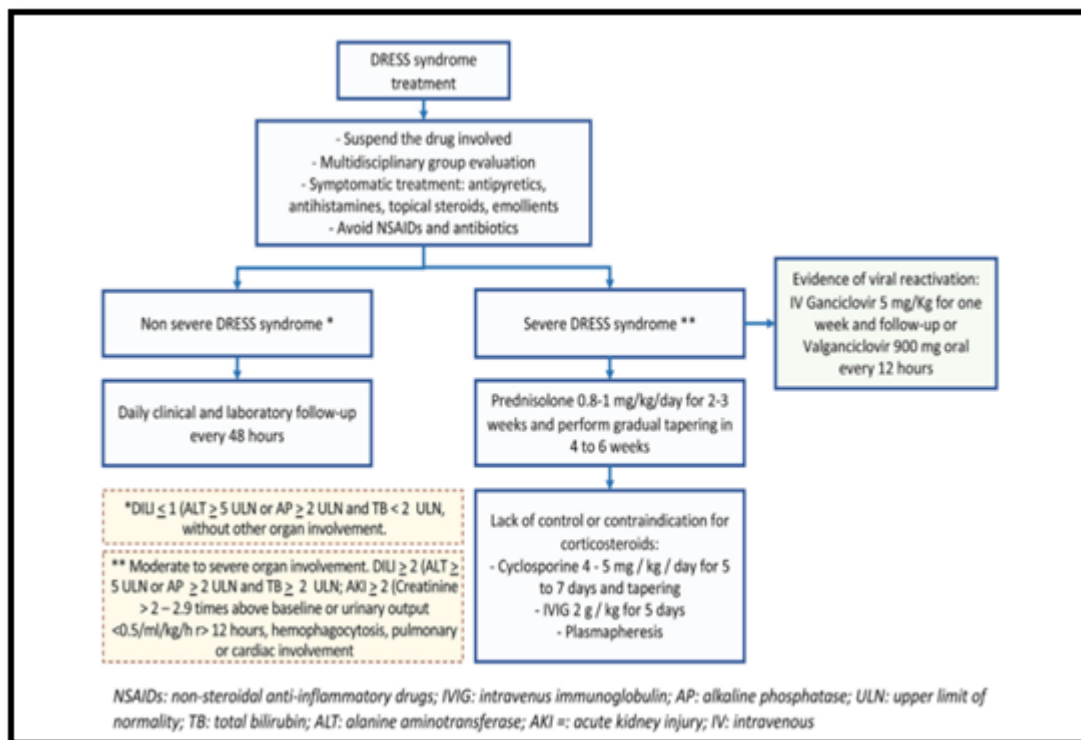 DRESS syndrome
treatment
- Suspend the drug involved
- Multidisciplinary group evaluation
- Symptomatic treatment: antipyretics,
antihistamines, topical steroids, emollients
- Avoid NSAIDs and antibiotics
Non severe DRESS syndrome *
Severe DRESS syndrome **
Evidence of viral reactivation:
IV Ganciclovir 5 mg/Kg for one
week and follow-up or
Valganciclovir 900 mg oral
every 12 hours
Daily clinical and laboratory follow-up
every 48 hours
Prednisolone 0.8-1 mg/kg/day for 2-3
weeks and perform gradual tapering in
4 to 6 weeks
*DILI ≤ 1 (ALT ≥ 5 ULN or AP ≥ 2 ULN and TB < 2 ULN,
without other organ involvement.
** Moderate to severe organ involvement. DILI ≥ 2 (ALT ≥
5 ULN or AP ≥ 2 ULN and TB ≥ 2 ULN; AKI ≥ 2 (Creatinine
> 2 – 2.9 times above baseline or urinary output
<0.5/ml/kg/h r> 12 hours, hemophagocytosis, pulmonary
or cardiac involvement
Lack of control or contraindication for
corticosteroids:
- Cyclosporine 4 - 5 mg / kg / day for 5
to 7 days and tapering
- IVIG 2 g / kg for 5 days
- Plasmapheresis
NSAIDs: non-steroidal anti-inflammatory drugs; IVIG: intravenus immunoglobulin; AP: alkaline phosphatase; ULN: upper limit of
normality; TB: total bilirubin; ALT: alanine aminotransferase; AKI =: acute kidney injury; IV: intravenous